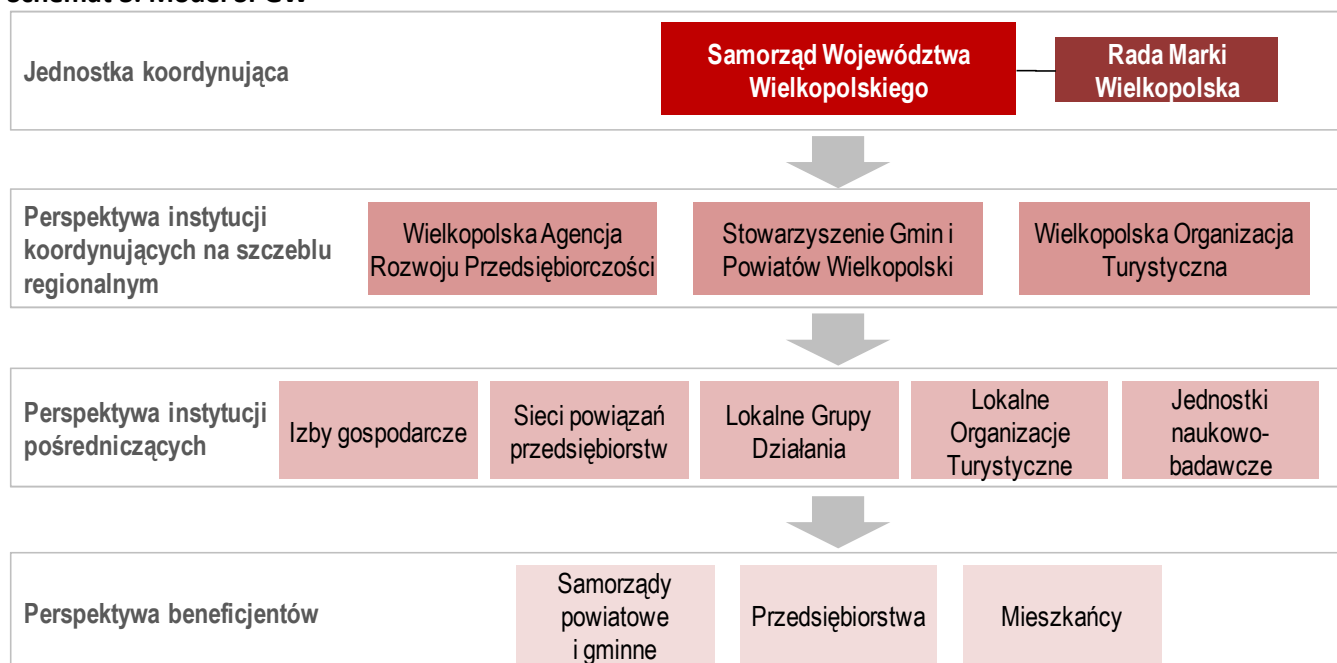 Jednostka koordynująca
Samorząd Województwa
Wielkopolskiego
Rada Marki
Wielkopolska
Perspektywa instytucji
koordynujących na szczeblu
regionalnym
Wielkopolska Agencja
Rozwoju Przedsiębiorczości
Stowarzyszenie Gmin i
Powiatów Wielkopolski
Wielkopolska Organizacja
Turystyczna
Perspektywa instytucji
pośredniczących
Izby gospodarcze
Sieci powiązań
przedsiębiorstw
Lokalne Grupy
Działania
Lokalne
Organizacje
Turystyczne
Jednostki
naukowo-
badawcze
Perspektywa beneficjentów
Samorządy
powiatowe
i gminne
Przedsiębiorstwa
Mieszkańcy